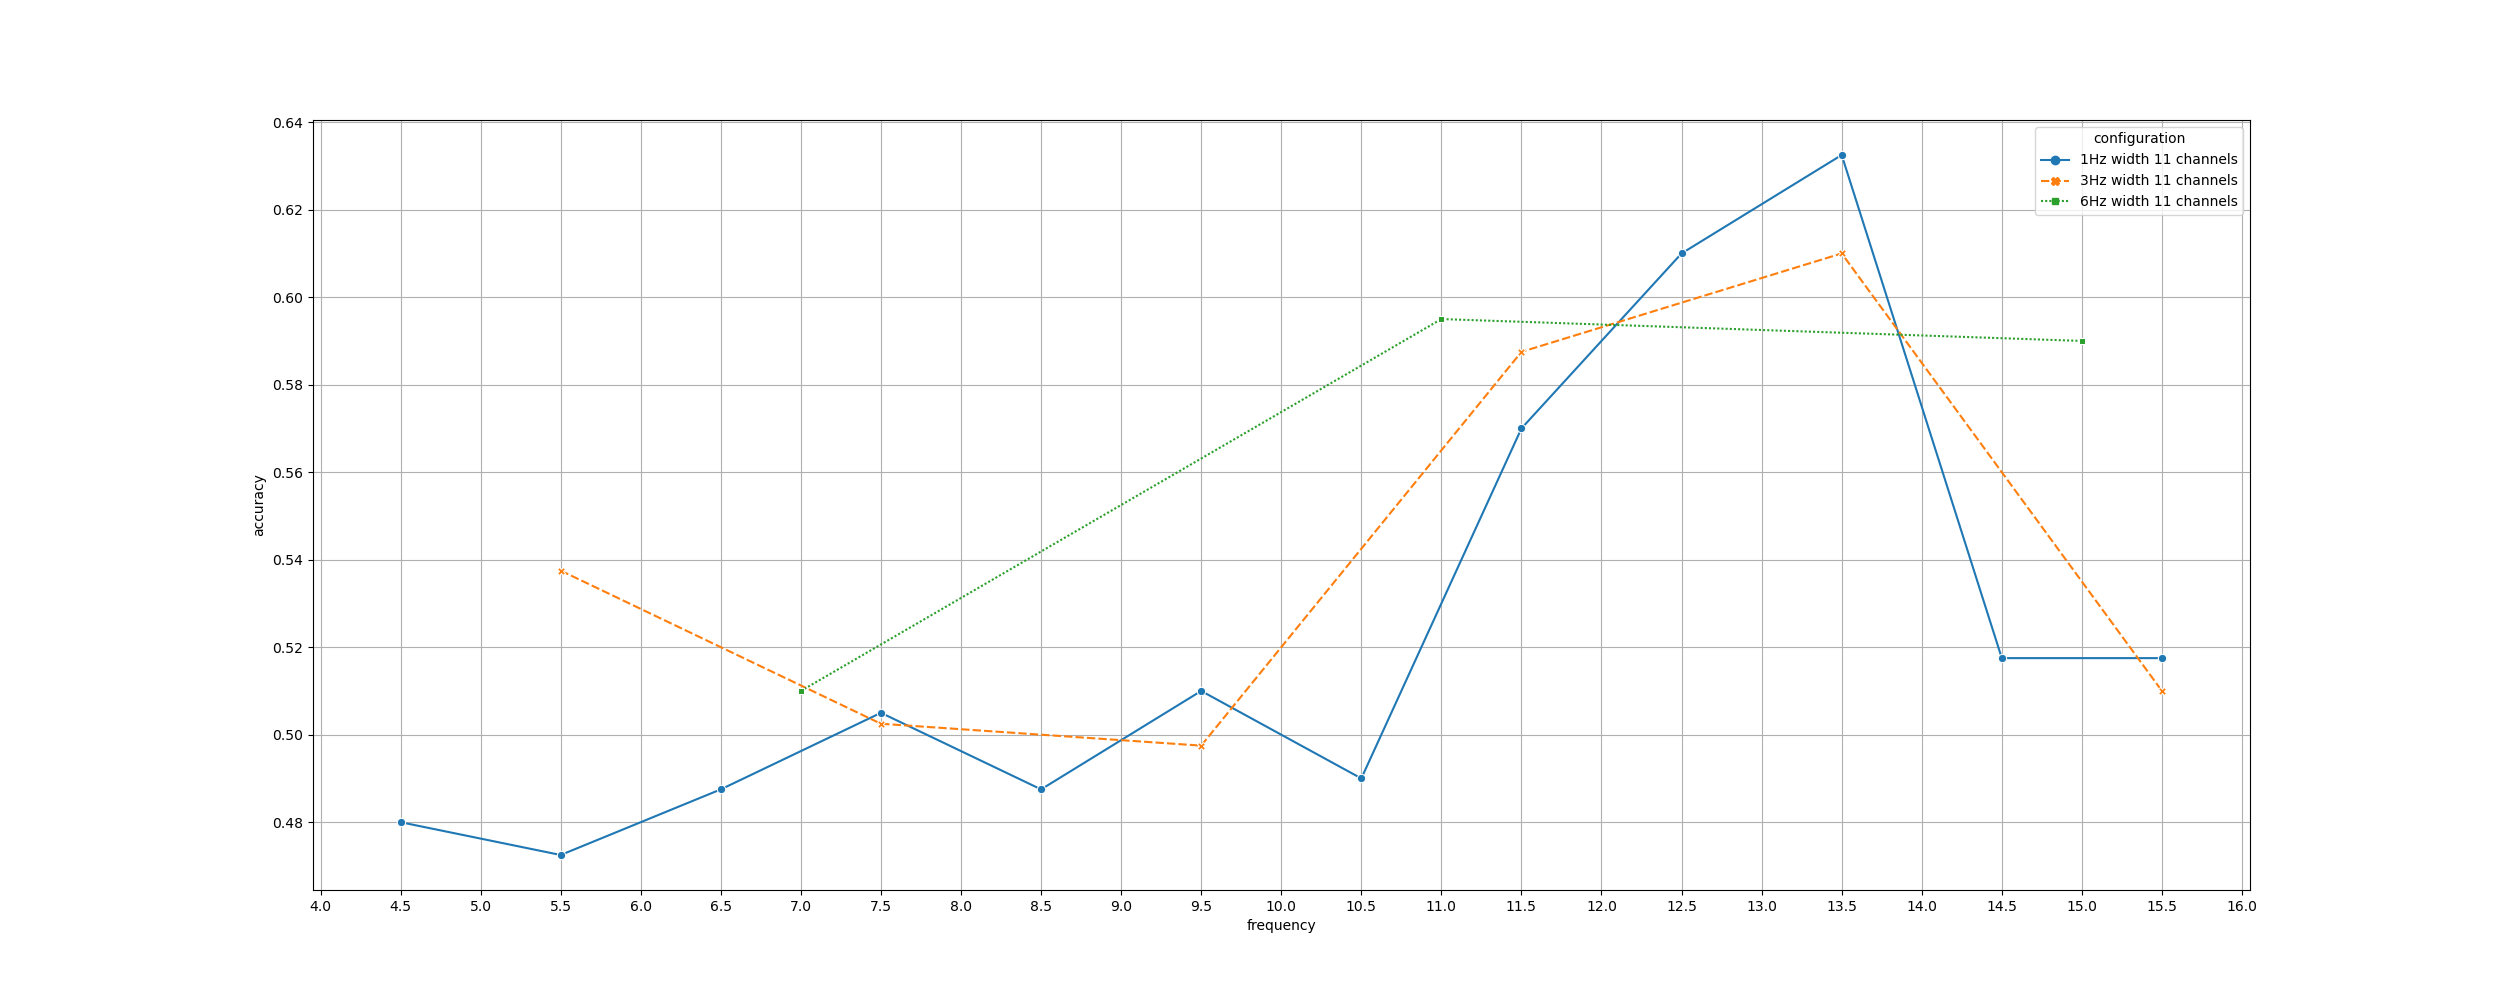 0.64
0.62
0.60
0.58
0.56
0.54
0.52
0.50
0.48
accuracy
configuration
1Hz width 11 channels
3Hz width 11 channels
6Hz width 11 channels
4.0 4.5 5.0 5.5 6.0 6.5 7.0 7.5 8.0 8.5 9.0 9.5 10.0 10.5 11.0 11.5 12.0 12.5 13.0 13.5 14.0 14.5 15.0 15.5 16.0
frequency